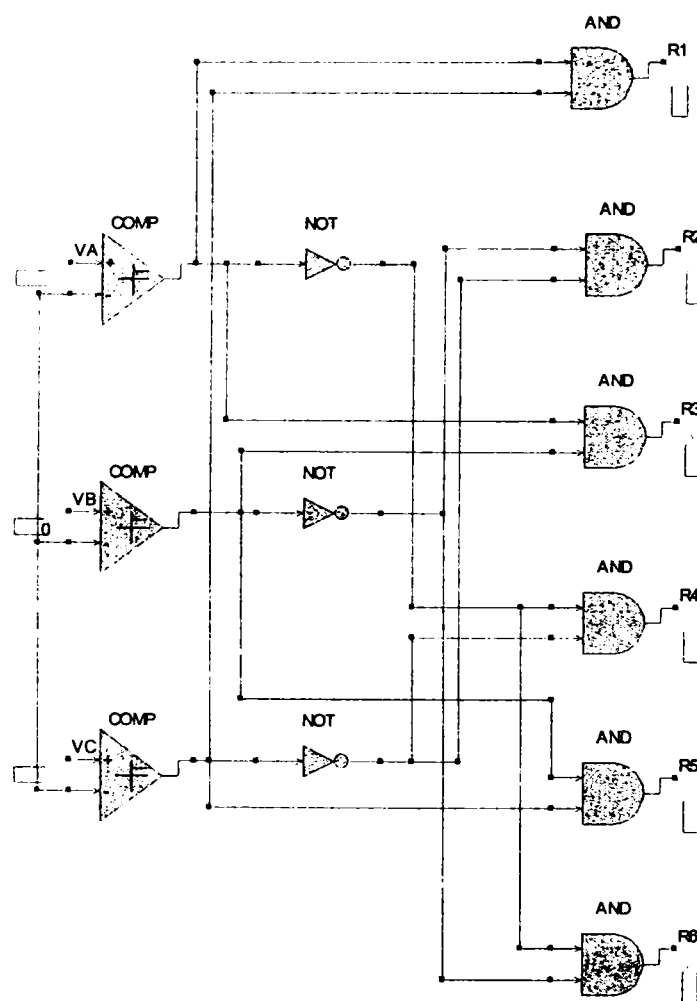 AND
R1
AND
R2
COMP
NOT
VA
AND
R3
COMP
NOT
VB
0
AND
R4
COMP
NOT
VC
AND
R5
AND
R6